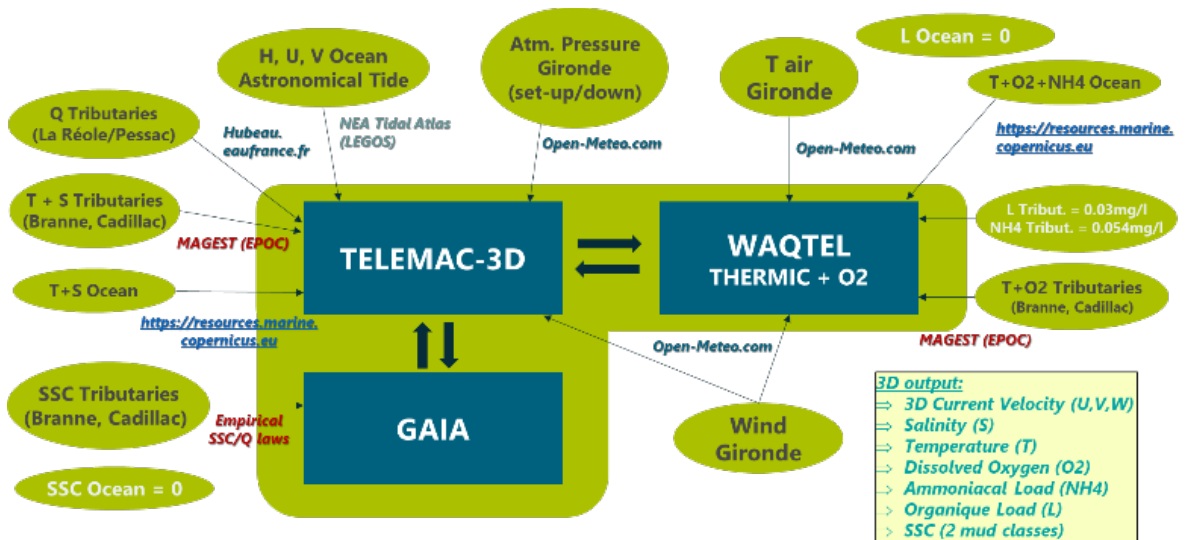 H, U, V Ocean
Astronomical Tide
Atm. Pressure
Gironde
(set-up/down)
L Ocean = 0
T air
Gironde
T+O2+NH4 Ocean
Q Tributaries
(La Réole/Pessac)
Hubeau.
eaufrance.fr
NEA Tidal Atlas
(LEGOS)
Open-Meteo.com
Open-Meteo.com
https://resources.marine.
copernicus.eu
T + S Tributaries
(Branne, Cadillac)
MAGEST (EPOC)
TELEMAC-3D
WAQTEL
THERMIC + O2
L Tribut. = 0.03mg/l
NH4 Tribut. = 0.054mg/l
T+S Ocean
https://resources.marine.
copernicus.eu
T+O2 Tributaries
(Branne, Cadillac)
MAGEST (EPOC)
Open-Meteo.com
SSC Tributaries
(Branne, Cadillac)
Empirical
SSC/Q laws
GAIA
Wind
Gironde
SSC Ocean = 0
3D output:
⇒ 3D Current Velocity (U,V,W)
⇒ Salinity (S)
⇒ Temperature (T)
⇒ Dissolved Oxygen (O2)
⇒ Ammoniacal Load (NH4)
⇒ Organique Load (L)
⇒ SSC (2 mud classes)